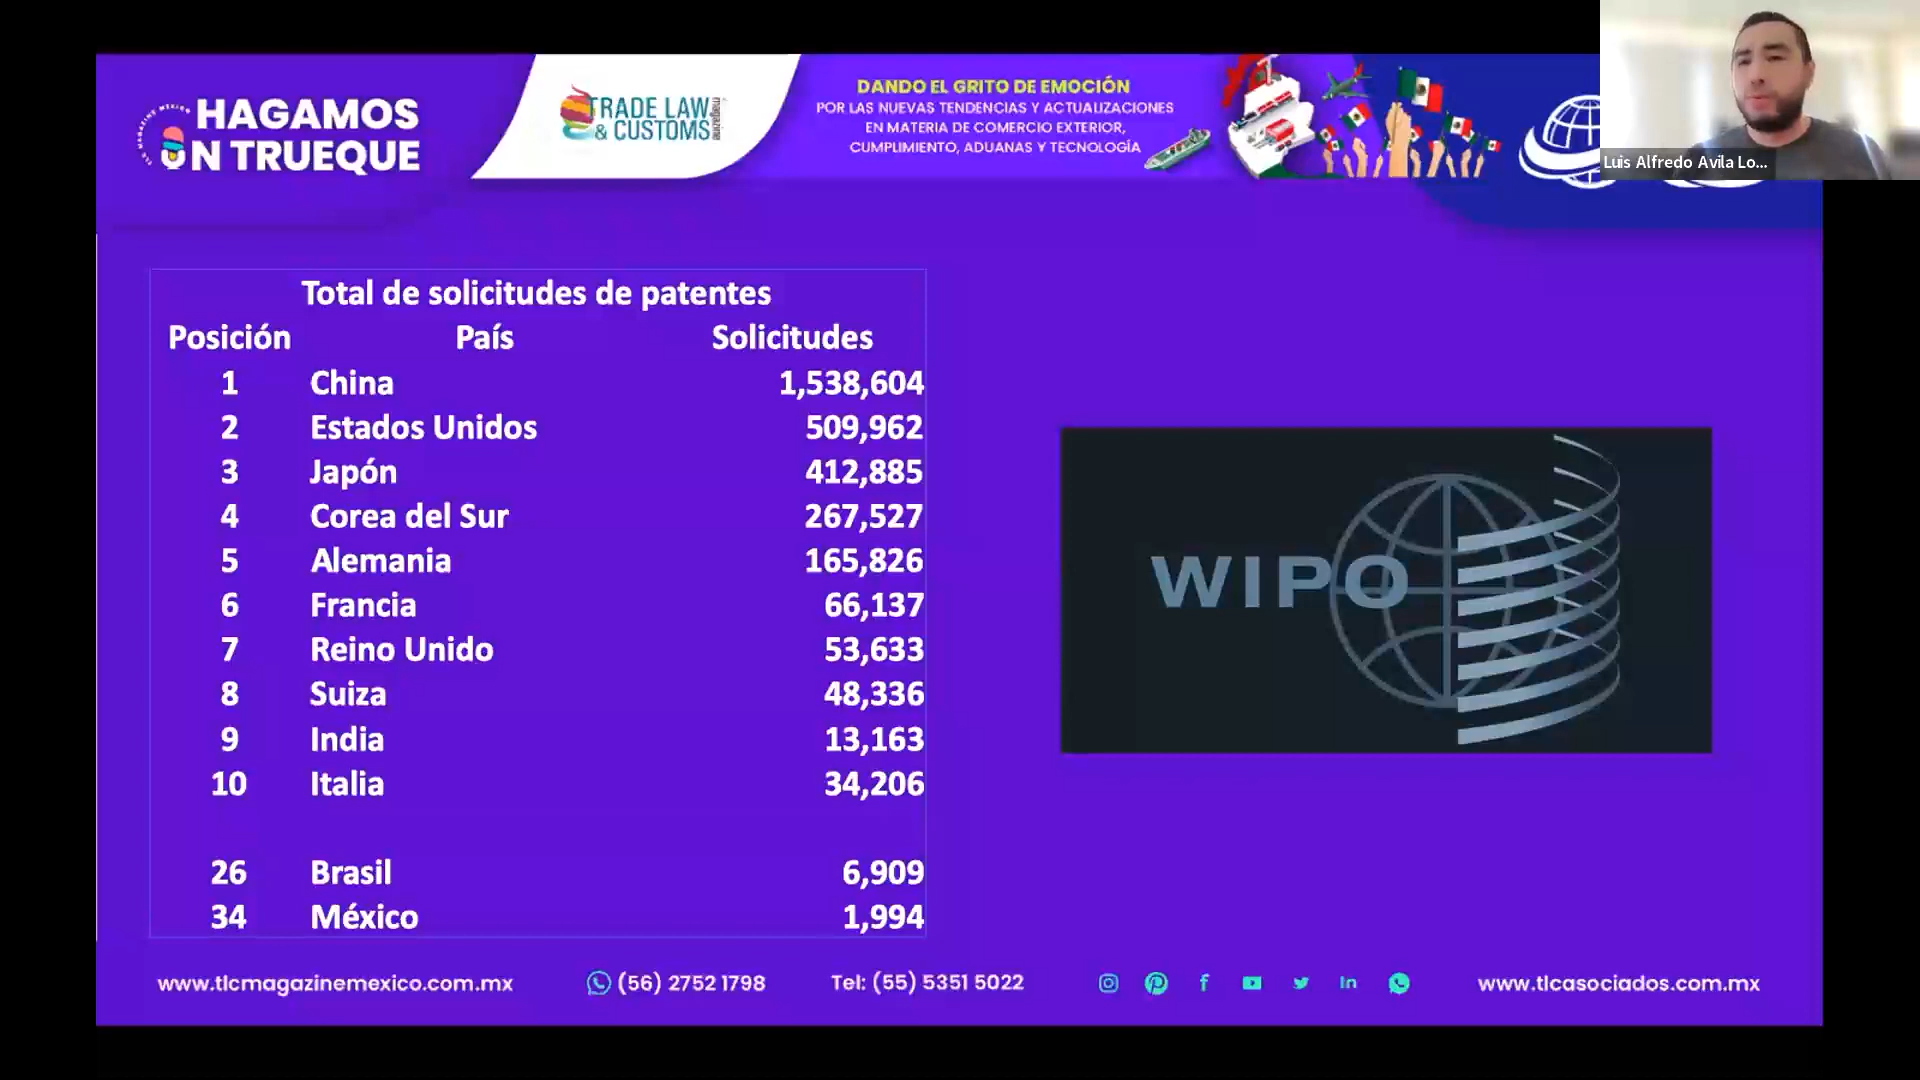 HAGAMOS
UN TRUEQUE
TLC MAGAZINE MÉXICO
TRADE LAW
& CUSTOMS
magazine
DANDO EL GRITO DE EMOCIÓN
POR LAS NUEVAS TENDENCIAS Y ACTUALIZACIONES
EN MATERIA DE COMERCIO EXTERIOR,
CUMPLIMIENTO, ADUANAS Y TECNOLOGÍA
Luis Alfredo Avila Lo...
Total de solicitudes de patentes
Posición País Solicitudes
1 China 1,538,604
2 Estados Unidos 509,962
3 Japón 412,885
4 Corea del Sur 267,527
5 Alemania 165,826
6 Francia 66,137
7 Reino Unido 53,633
8 Suiza 48,336
9 India 13,163
10 Italia 34,206
26 Brasil 6,909
34 México 1,994
WIPO
www.tlcmagazinemexico.com.mx (56) 2752 1798 Tel: (55) 5351 5022 www.tlcasociados.com.mx